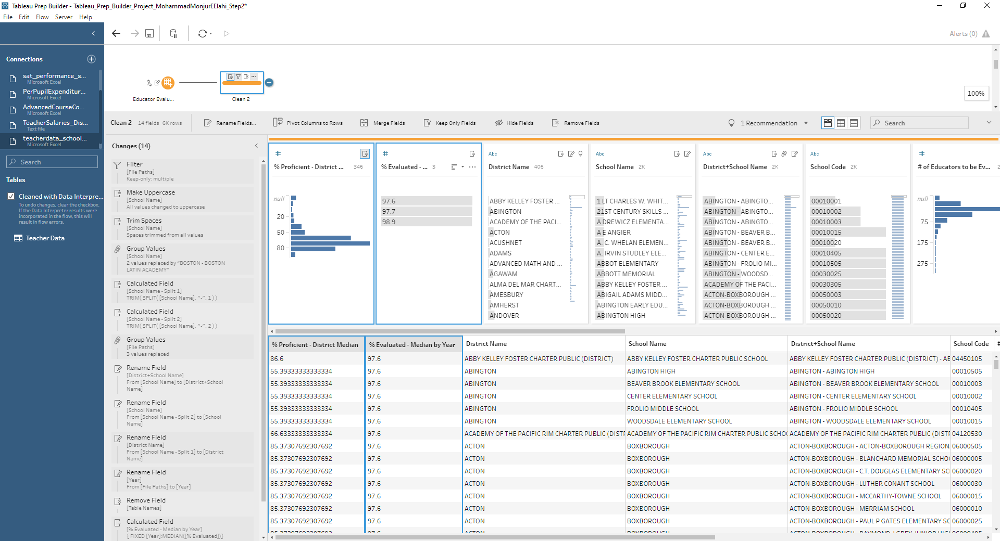 Tableau Prep Builder - Tableau_Prep_Builder_Project_MohammadMonjurEElahi_Step2*
File Edit Flow Server Help
Alerts (0)
Connections
sat_performance_s...
Microsoft Excel
PerPupilExpenditur...
Microsoft Excel
AdvancedCourseCo...
Microsoft Excel
TeacherSalaries_Dis...
Text file
teacherdata_school...
Microsoft Excel
Search
Tables
Cleaned with Data Interpre...
To undo changes, clear the checkbox.
If the Data Interpreter results were
incorporated in the flow, this will
result in flow errors.
Teacher Data
Educator Evalu...
Clean 2
100%
Clean 2 14 fields 6K rows
Rename Fields...
Pivot Columns to Rows
Merge Fields
Keep Only Fields
Hide Fields
Remove Fields
1 Recommendation
Search
Changes (14)
Filter
[File Paths]
Keep-only: multiple
Make Uppercase
[School Name]
All values changed to uppercase
Trim Spaces
[School Name]
Spaces trimmed from all values
Group Values
[School Name]
2 values replaced by "BOSTON - BOSTON
LATIN ACADEMY"
Calculated Field
[School Name - Split 1]
TRIM( SPLIT( [School Name], "-", 1 ) )
Calculated Field
[School Name - Split 2]
TRIM( SPLIT( [School Name], "-", 2 ) )
Group Values
[File Paths]
3 values replaced
Rename Field
[District+School Name]
From [School Name] to [District+School
Name]
Rename Field
[School Name]
From [School Name - Split 2] to [School
Name]
Rename Field
[District Name]
From [School Name - Split 1] to [District
Name]
Rename Field
[Year]
From [File Paths] to [Year]
Remove Field
[Table Names]
Calculated Field
[% Evaluated - Median by Year]
{ FIXED [Year]:MEDIAN([% Evaluated])}
#
% Proficient - District ... 346
null
20
50
80
#
% Evaluated - ... 3
97.6
97.7
98.9
Abc
District Name 406
ABBY KELLEY FOSTER ...
ABINGTON
ACADEMY OF THE PACI...
ACTON
ACUSHNET
ADAMS
ADVANCED MATH AND ...
AGAWAM
ALMA DEL MAR CHART...
AMESBURY
AMHERST
ANDOVER
Abc
School Name 2K
1 LT CHARLES W. WHIT...
21ST CENTURY SKILLS ...
A DREWICZ ELEMENTA...
A E ANGIER
A. C. WHELAN ELEMEN...
A. IRVIN STUDLEY ELE...
ABBOT ELEMENTARY
ABBOTT MEMORIAL
ABBY KELLEY FOSTER ...
ABIGAIL ADAMS MIDD...
ABINGTON EARLY EDU...
ABINGTON HIGH
Abc
District+School Name 2K
ABINGTON - ABINGTO...
ABINGTON - ABINGTO...
ABINGTON - ABINGTO...
ABINGTON - BEAVER B...
ABINGTON - BEAVER B...
ABINGTON - CENTER E...
ABINGTON - FROLIO MI...
ABINGTON - WOODSD...
ACADEMY OF THE PACI...
ACTON-BOXBOROUGH ...
ACTON-BOXBOROUGH ...
ACTON-BOXBOROUGH ...
Abc
School Code 2K
00010001
00010002
00010003
00010015
00010020
00010405
00010505
00030025
00030305
00050003
00050010
00050020
#
# of Educators to be Ev...
null
75
175
275
% Proficient - District Median % Evaluated - Median by Year District Name School Name District+School Name School Code #
86.6 97.6 ABBY KELLEY FOSTER CHARTER PUBLIC (DISTRICT) ABBY KELLEY FOSTER CHARTER PUBLIC SCHOOL ABBY KELLEY FOSTER CHARTER PUBLIC (DISTRICT) - AB 04450105
55.39333333333334 97.6 ABINGTON ABINGTON HIGH ABINGTON - ABINGTON HIGH 00010505
55.39333333333334 97.6 ABINGTON BEAVER BROOK ELEMENTARY SCHOOL ABINGTON - BEAVER BROOK ELEMENTARY SCHOOL 00010003
55.39333333333334 97.6 ABINGTON CENTER ELEMENTARY SCHOOL ABINGTON - CENTER ELEMENTARY SCHOOL 00010002
55.39333333333334 97.6 ABINGTON FROLIO MIDDLE SCHOOL ABINGTON - FROLIO MIDDLE SCHOOL 00010405
55.39333333333334 97.6 ABINGTON WOODSDALE ELEMENTARY SCHOOL ABINGTON - WOODSDALE ELEMENTARY SCHOOL 00010015
66.63333333333334 97.6 ACADEMY OF THE PACIFIC RIM CHARTER PUBLIC (DISTR ACADEMY OF THE PACIFIC RIM CHARTER PUBLIC SCHOO ACADEMY OF THE PACIFIC RIM CHARTER PUBLIC (DISTR 04120530
85.37307692307692 97.6 ACTON BOXBOROUGH ACTON-BOXBOROUGH - ACTON-BOXBOROUGH REGION 06000505
85.37307692307692 97.6 ACTON BOXBOROUGH ACTON-BOXBOROUGH - BLANCHARD MEMORIAL SCHO 06000005
85.37307692307692 97.6 ACTON BOXBOROUGH ACTON-BOXBOROUGH - C.T. DOUGLAS ELEMENTARY SC 06000020
85.37307692307692 97.6 ACTON BOXBOROUGH ACTON-BOXBOROUGH - LUTHER CONANT SCHOOL 06000030
85.37307692307692 97.6 ACTON BOXBOROUGH ACTON-BOXBOROUGH - MCCARTHY-TOWNE SCHOOL 06000015
85.37307692307692 97.6 ACTON BOXBOROUGH ACTON-BOXBOROUGH - MERRIAM SCHOOL 06000010
85.37307692307692 97.6 ACTON BOXBOROUGH ACTON-BOXBOROUGH - PAUL P GATES ELEMENTARY SC 06000025
85.37307692307692 97.6 ACTON BOXBOROUGH ACTON-BOXBOROUGH - RAYMOND J GREY JUNIOR HIG 06000405